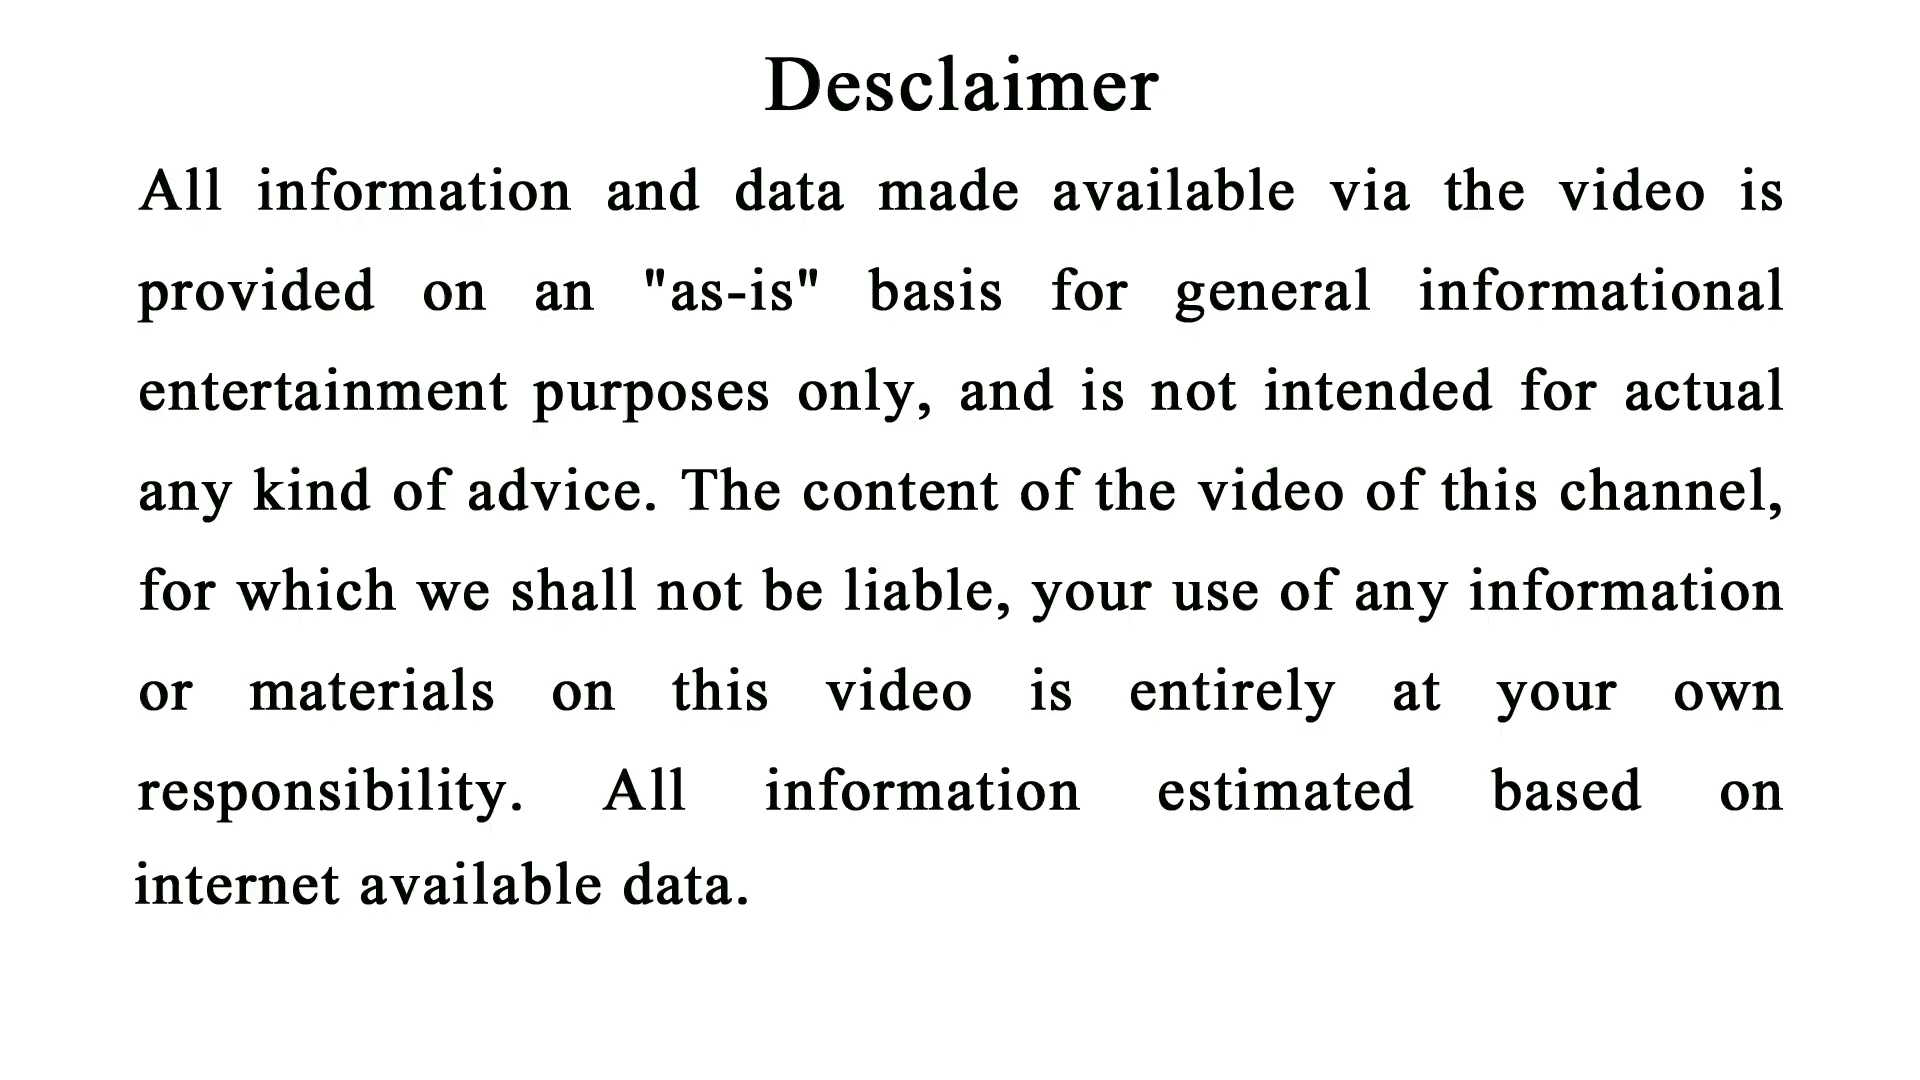 Desclaimer
All information and data made available via the video is
provided on an "as-is" basis for general informational
entertainment purposes only, and is not intended for actual
any kind of advice. The content of the video of this channel,
for which we shall not be liable, your use of any information
or materials on this video is entirely at your own
responsibility. All information estimated based on
internet available data.